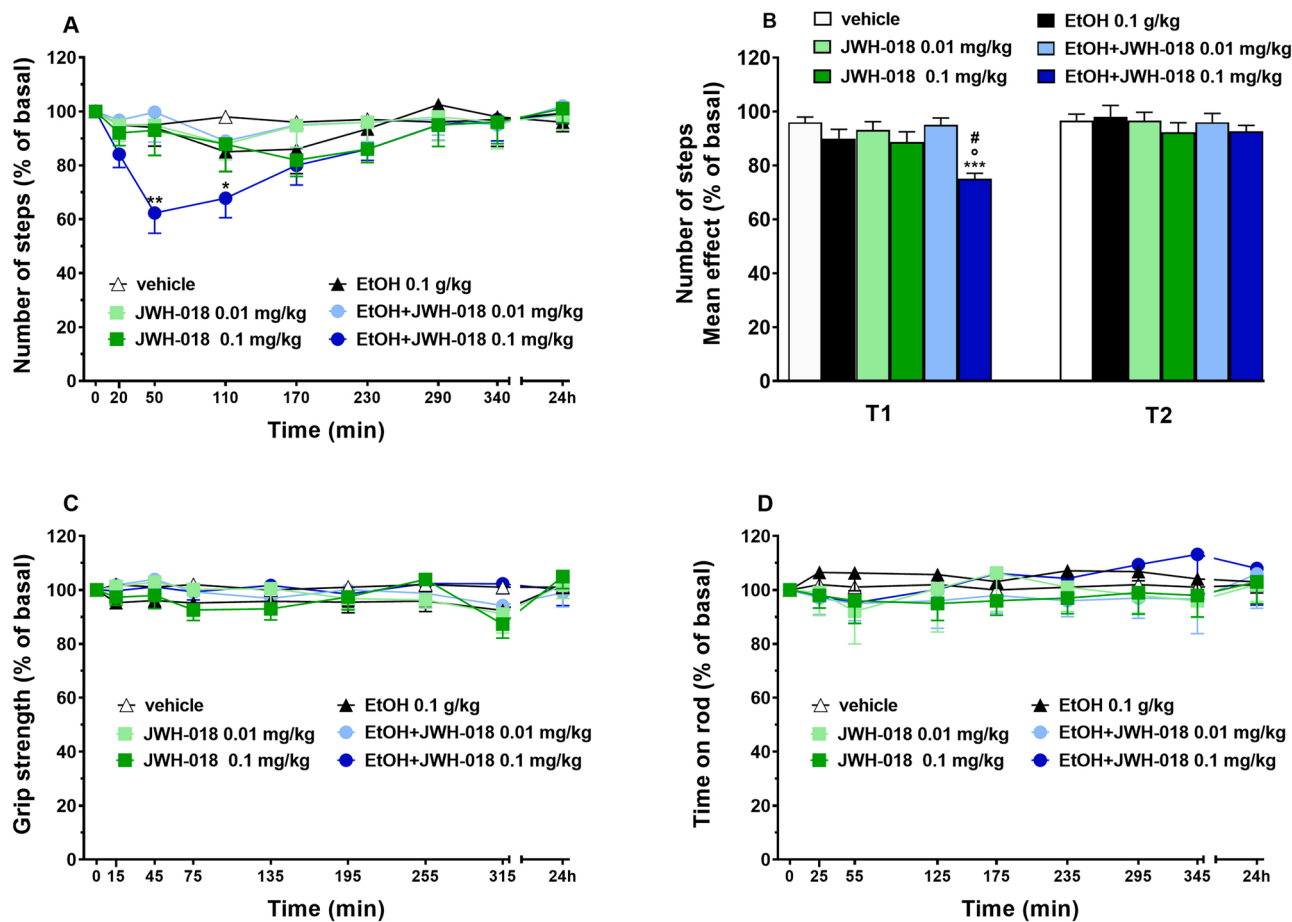 A
Number of steps (% of basal)
120
100
80
60
40
20
0
**
*
vehicle
EtOH 0.1 g/kg
JWH-018 0.01 mg/kg
EtOH+JWH-018 0.01 mg/kg
JWH-018 0.1 mg/kg
EtOH+JWH-018 0.1 mg/kg
0 20 50 110 170 230 290 340 24h
Time (min)
B
vehicle
EtOH 0.1 g/kg
JWH-018 0.01 mg/kg
EtOH+JWH-018 0.01 mg/kg
JWH-018 0.1 mg/kg
EtOH+JWH-018 0.1 mg/kg
Number of steps
Mean effect (% of basal)
120
100
80
60
40
20
0
#
°
***
T1 T2
C
Grip strength (% of basal)
120
100
80
60
40
20
0
vehicle
EtOH 0.1 g/kg
JWH-018 0.01 mg/kg
EtOH+JWH-018 0.01 mg/kg
JWH-018 0.1 mg/kg
EtOH+JWH-018 0.1 mg/kg
0 15 45 75 135 195 255 315 24h
Time (min)
D
Time on rod (% of basal)
120
100
80
60
40
20
0
vehicle
EtOH 0.1 g/kg
JWH-018 0.01 mg/kg
EtOH+JWH-018 0.01 mg/kg
JWH-018 0.1 mg/kg
EtOH+JWH-018 0.1 mg/kg
0 25 55 125 175 235 295 345 24h
Time (min)